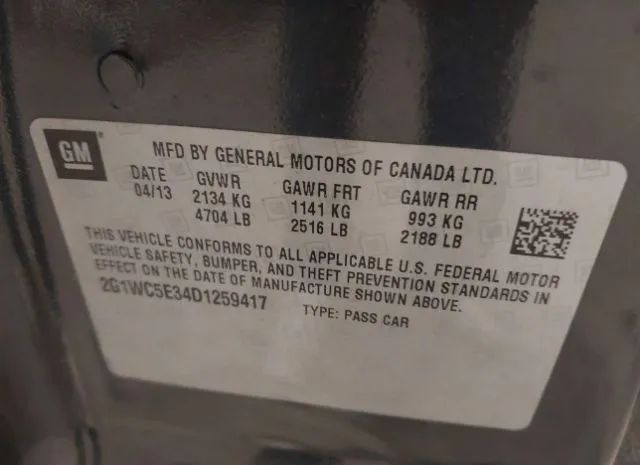 GM
MFD BY GENERAL MOTORS OF CANADA LTD.
DATE GVWR GAWR FRT GAWR RR
04/13 2134 KG 1141 KG 993 KG
4704 LB 2516 LB 2188 LB
THIS VEHICLE CONFORMS TO ALL APPLICABLE U.S. FEDERAL MOTOR
VEHICLE SAFETY, BUMPER, AND THEFT PREVENTION STANDARDS IN
EFFECT ON THE DATE OF MANUFACTURE SHOWN ABOVE.
2G1WC5E34D1259417 TYPE: PASS CAR